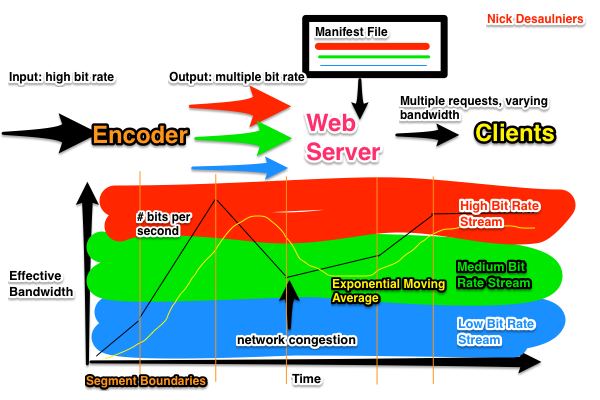 Nick Desaulniers
Manifest File
Input: high bit rate
Output: multiple bit rate
Multiple requests, varying
bandwidth
Encoder
Web
Server
Clients
# bits per
second
High Bit Rate
Stream
Effective
Bandwidth
Medium Bit
Rate Stream
Exponential Moving
Average
Low Bit Rate
Stream
network congestion
Segment Boundaries
Time